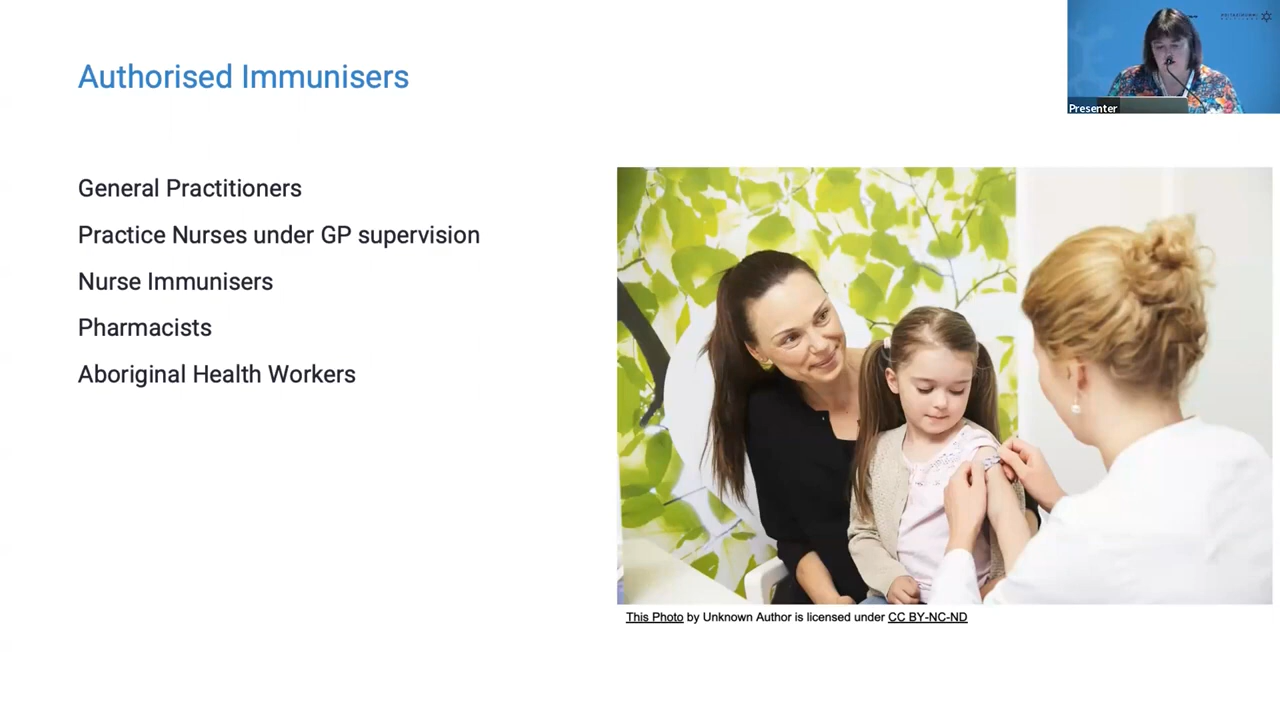 Authorised Immunisers
Presenter
General Practitioners
Practice Nurses under GP supervision
Nurse Immunisers
Pharmacists
Aboriginal Health Workers
This Photo by Unknown Author is licensed under CC BY-NC-ND